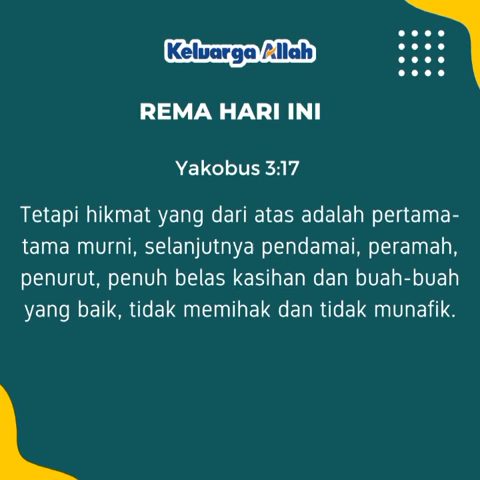 Keluarga Allah
REMA HARI INI
Yakobus 3:17
Tetapi hikmat yang dari atas adalah pertama-
tama murni, selanjutnya pendamai, peramah,
penurut, penuh belas kasihan dan buah-buah
yang baik, tidak memihak dan tidak munafik.